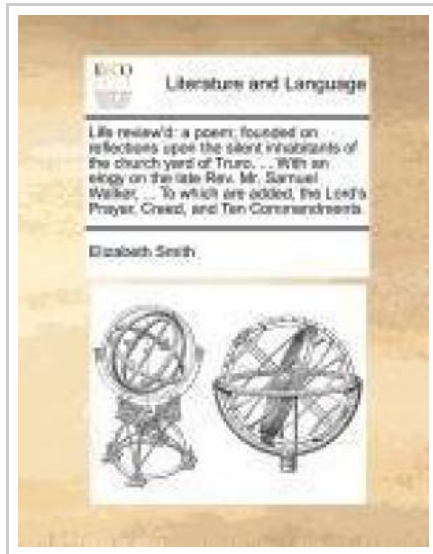 ECCO
Literature and Language
Life review'd: a poem; founded on
reflections upon the silent inhabitants of
the church yard of Truro, ... With an
elogy on the late Rev. Mr. Samuel
Walker, ... To which are added, the Lord's
Prayer, Creed, and Ten Commandments.
Elizabeth Smith